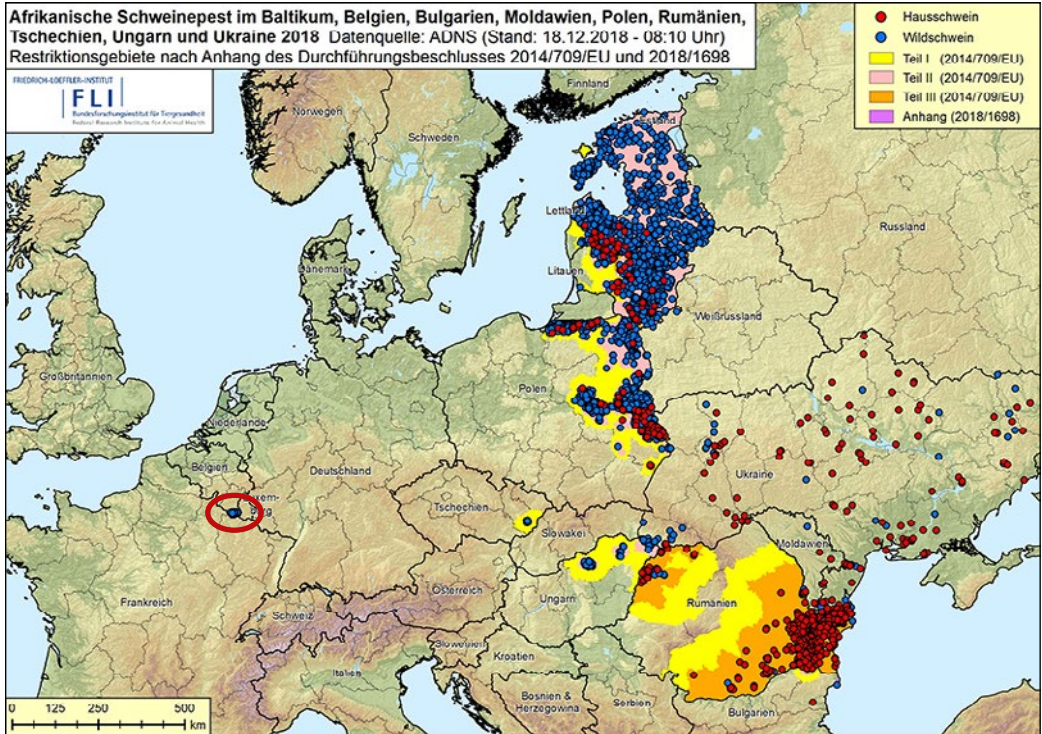 Afrikanische Schweinepest im Baltikum, Belgien, Bulgarien, Moldawien, Polen, Rumänien,
Tschechien, Ungarn und Ukraine 2018 Datenquelle: ADNS (Stand: 18.12.2018 - 08:10 Uhr)
Restriktionsgebiete nach Anhang des Durchführungsbeschlusses 2014/709/EU und 2018/1698
FRIEDRICH-LOEFFLER-INSTITUT
FLI
Bundesforschungsinstitut für Tiergesundheit
Federal Research Institute for Animal Health
Hausschwein
Wildschwein
Teil I (2014/709/EU)
Teil II (2014/709/EU)
Teil III (2014/709/EU)
Anhang (2018/1698)
Finnland
Norwegen
Schweden
Estland
Lettland
Russland
Dänemark
Litauen
Weißrussland
Großbritannien
Polen
Niederlande
Belgien
Deutschland
Ukraine
Luxem-
burg
Tschechien
Slowakei
Moldawien
Frankreich
Österreich
Ungarn
Rumänien
Schweiz
Slowenien
Kroatien
Italien
Bosnien &
Herzegowina
Serbien
Bulgarien
0 125 250 500
km